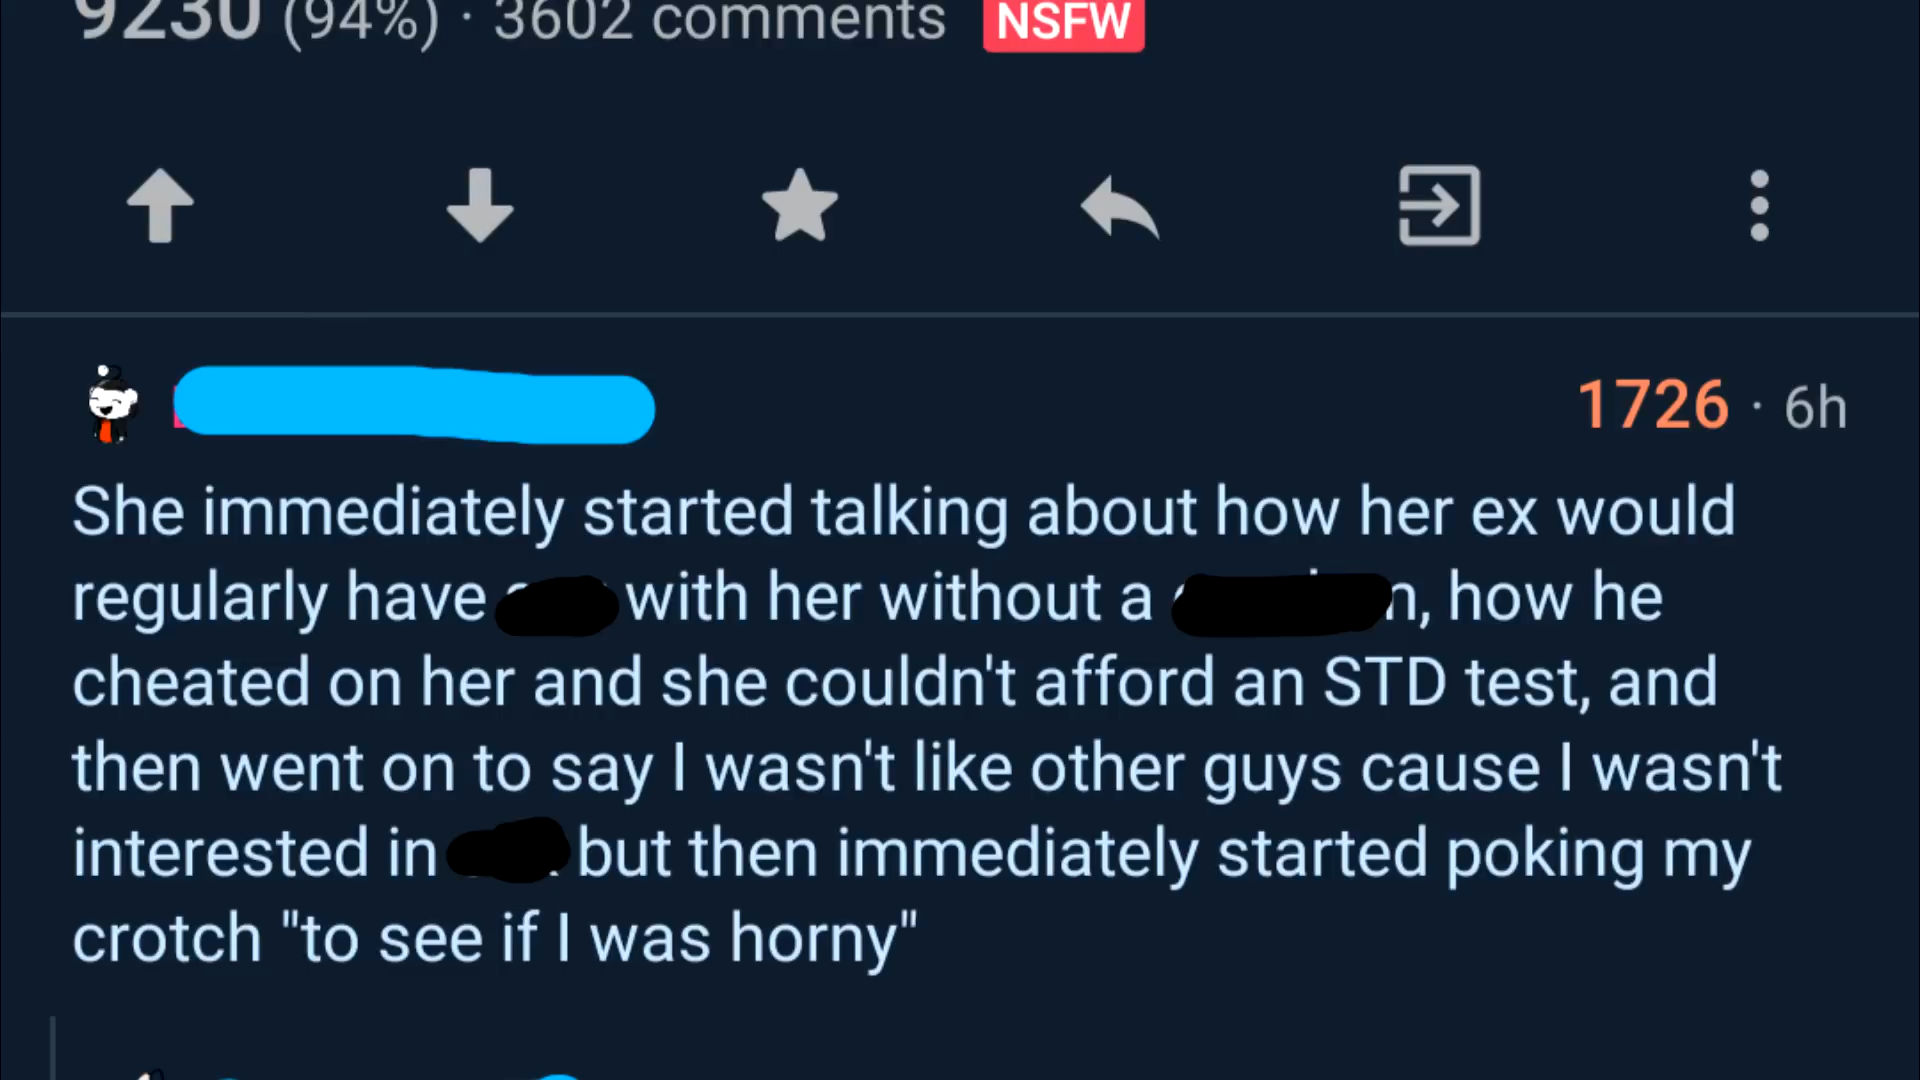 9230 (94%) · 3602 comments NSFW
1726 · 6h
She immediately started talking about how her ex would
regularly have with her without a n, how he
cheated on her and she couldn't afford an STD test, and
then went on to say I wasn't like other guys cause I wasn't
interested in but then immediately started poking my
crotch "to see if I was horny"